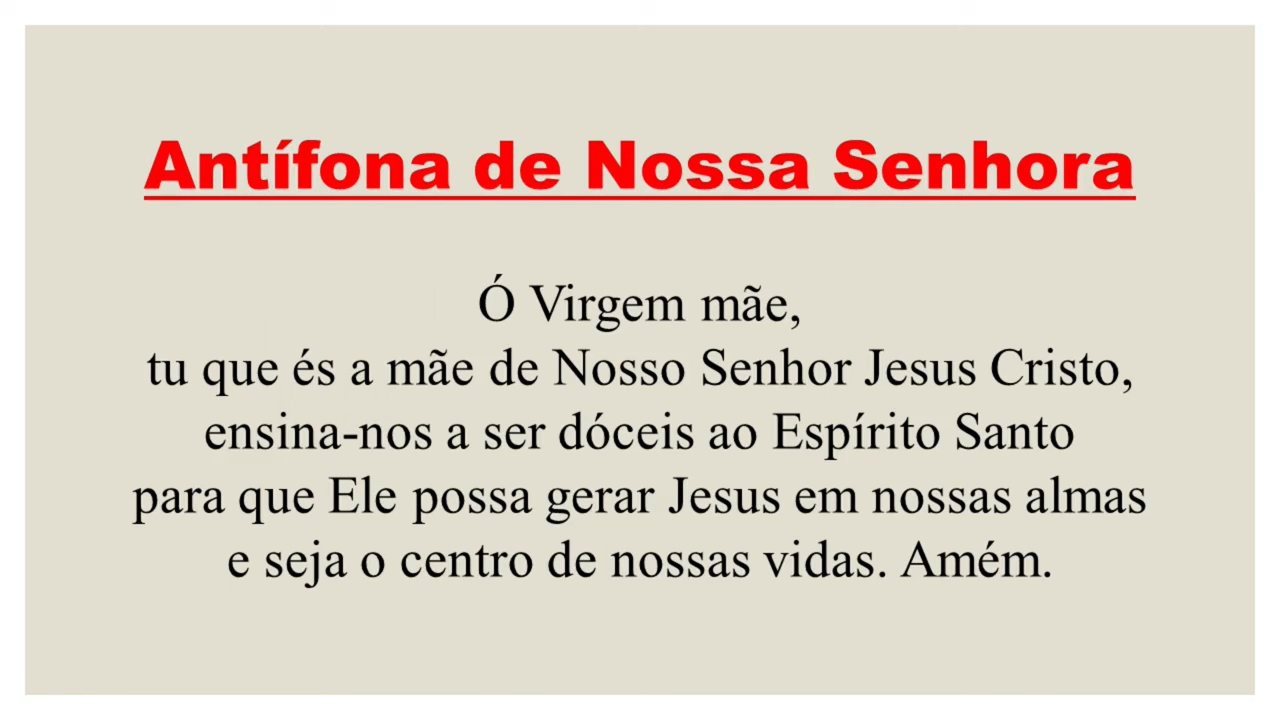 Antífona de Nossa Senhora
Ó Virgem mãe,
tu que és a mãe de Nosso Senhor Jesus Cristo,
ensina-nos a ser dóceis ao Espírito Santo
para que Ele possa gerar Jesus em nossas almas
e seja o centro de nossas vidas. Amém.